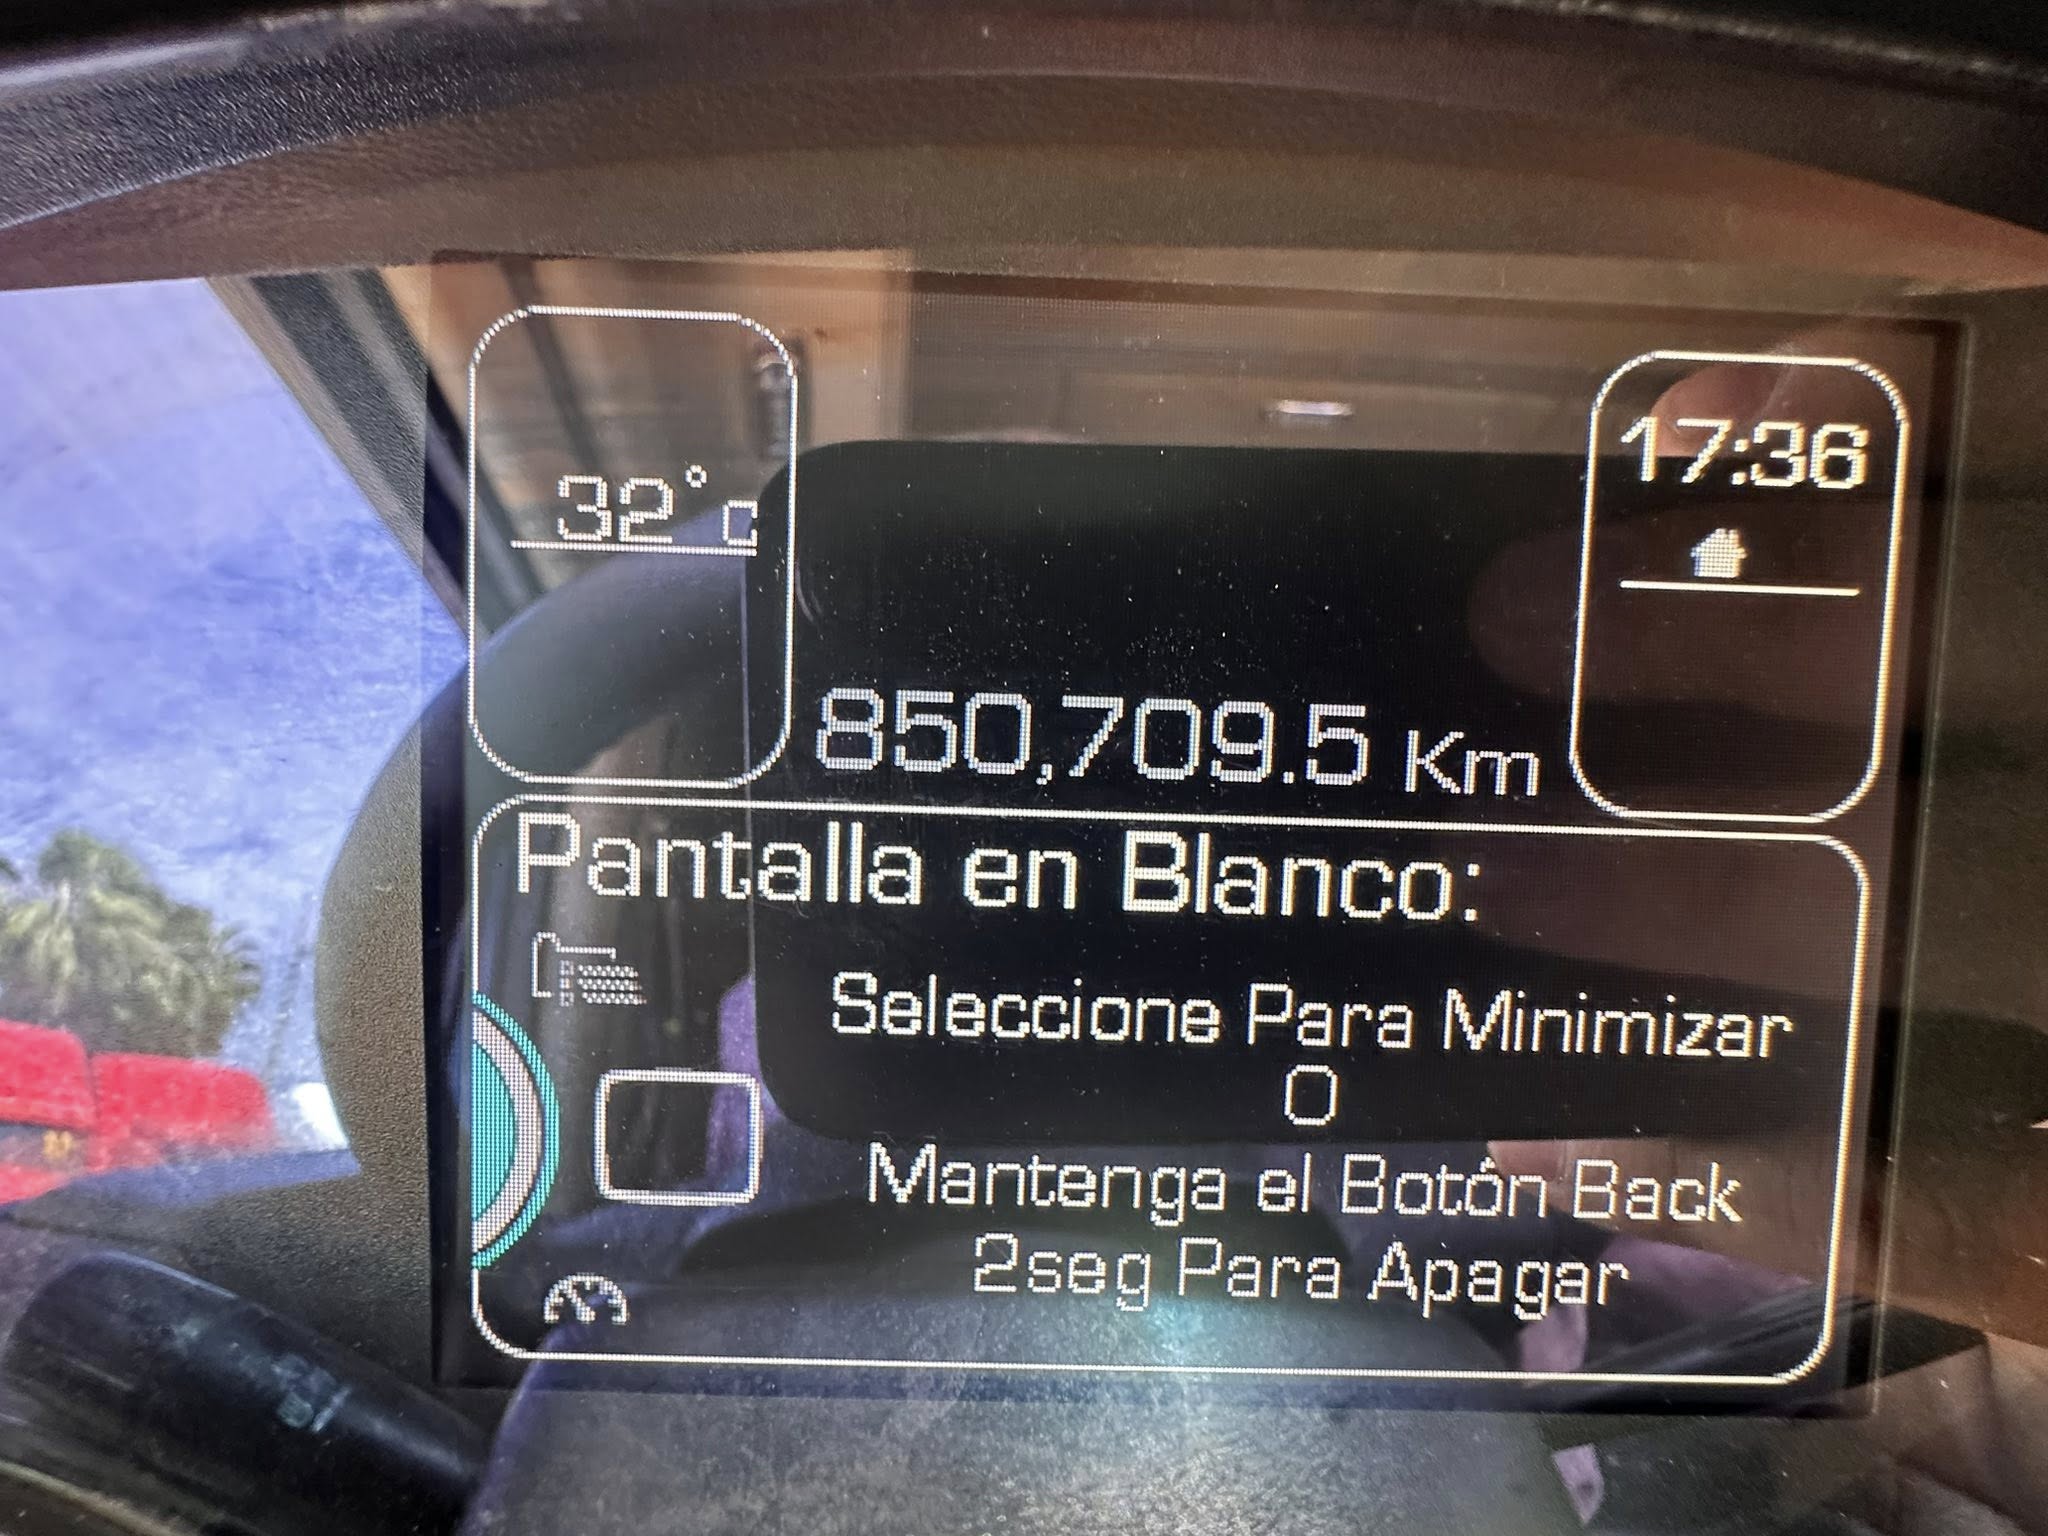 32° C
17:36
850,709.5 Km
Pantalla en Blanco:
Seleccione Para Minimizar
O
Mantenga el Botón Back
2seg Para Apagar